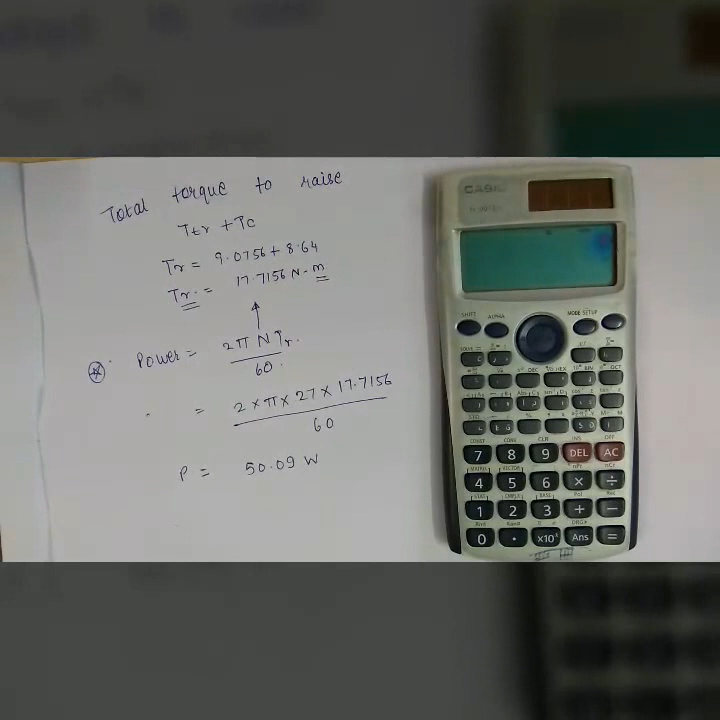 Total torque to raise
Ttr + Tc
Tr = 9.0756 + 8.64
Tr. = 17.7156 N-m
Power = 2π N Tr.
60.
= 2 × π × 27 × 17.7156
60
P = 50.09 W
CASIO
SHIFT ALPHA MODE SETUP
7 8 9 DEL AC
4 5 6 × ÷
1 2 3 + −
0 . ×10ˣ Ans =